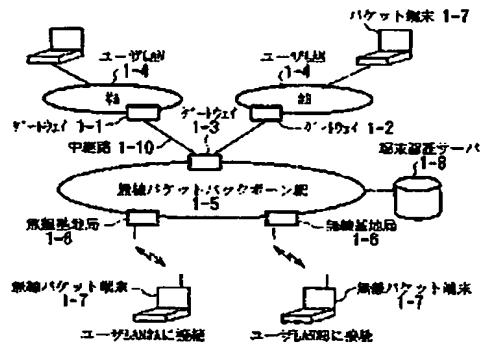 パケット端末 1-7
ユーザLAN
1-4
ユーザLAN
1-4
ゲートウェイ 1-1
ゲートウェイ
1-3
ゲートウェイ 1-2
中継路 1-10
端末認証サーバ
1-8
無線パケットバックボーン網
1-5
無線基地局
1-6
無線基地局
1-6
無線パケット端末
1-7
無線パケット端末
1-7
ユーザLAN に接続
ユーザLAN に接続